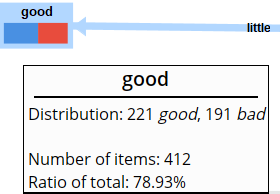 good
little
good
Distribution: 221 good, 191 bad
Number of items: 412
Ratio of total: 78.93%